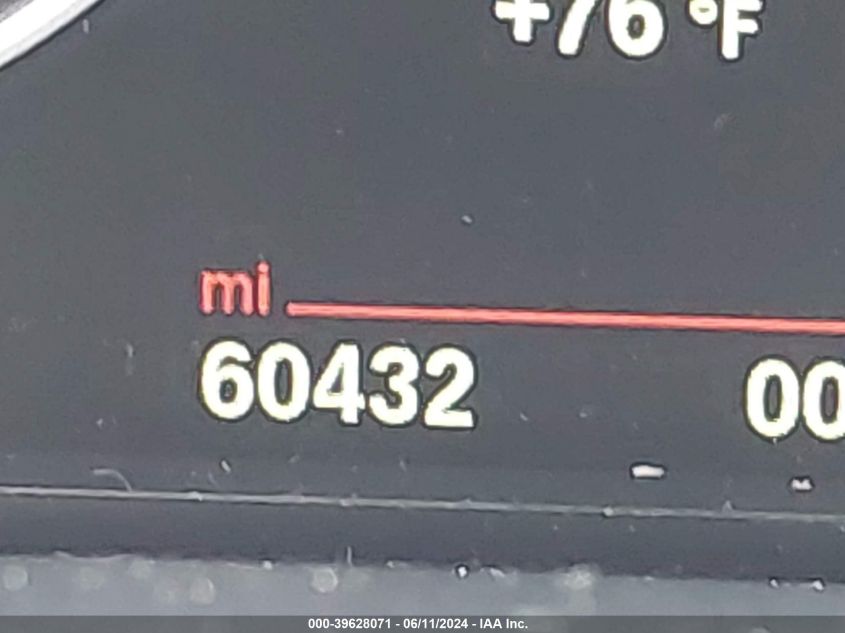 +76 °F
mi
60432 00
000-39628071 - 06/11/2024 - IAA Inc.